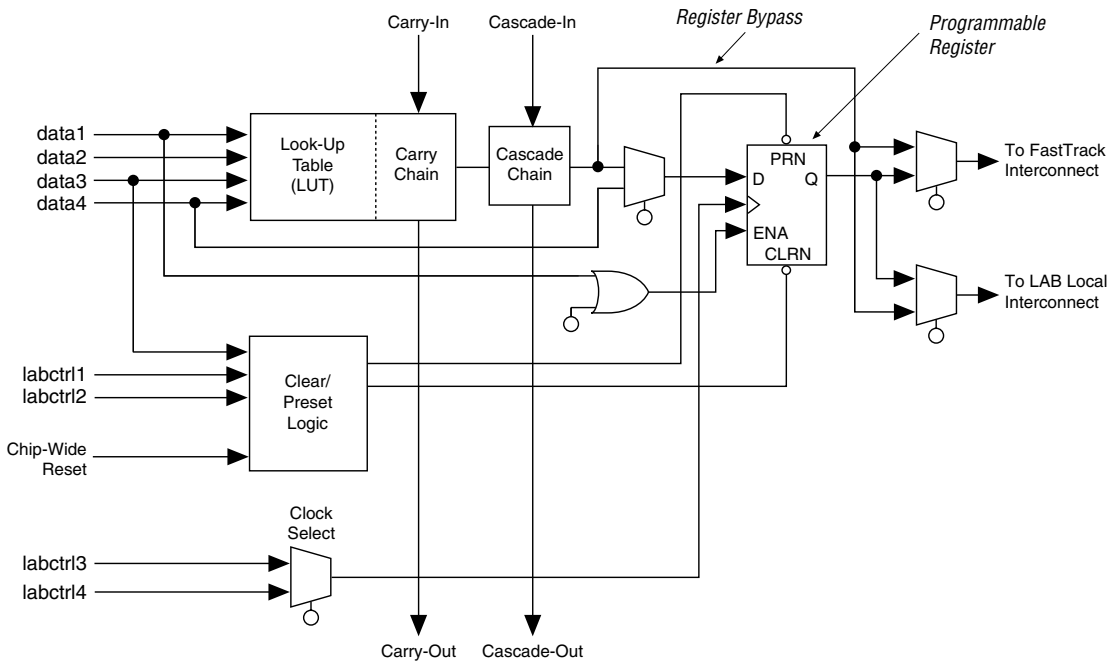 Carry-In
Cascade-In
Register Bypass
Programmable
Register
data1
data2
data3
data4
Look-Up
Table
(LUT)
Carry
Chain
Cascade
Chain
PRN
D
Q
ENA
CLRN
To FastTrack
Interconnect
To LAB Local
Interconnect
labctrl1
labctrl2
Clear/
Preset
Logic
Chip-Wide
Reset
Clock
Select
labctrl3
labctrl4
Carry-Out
Cascade-Out